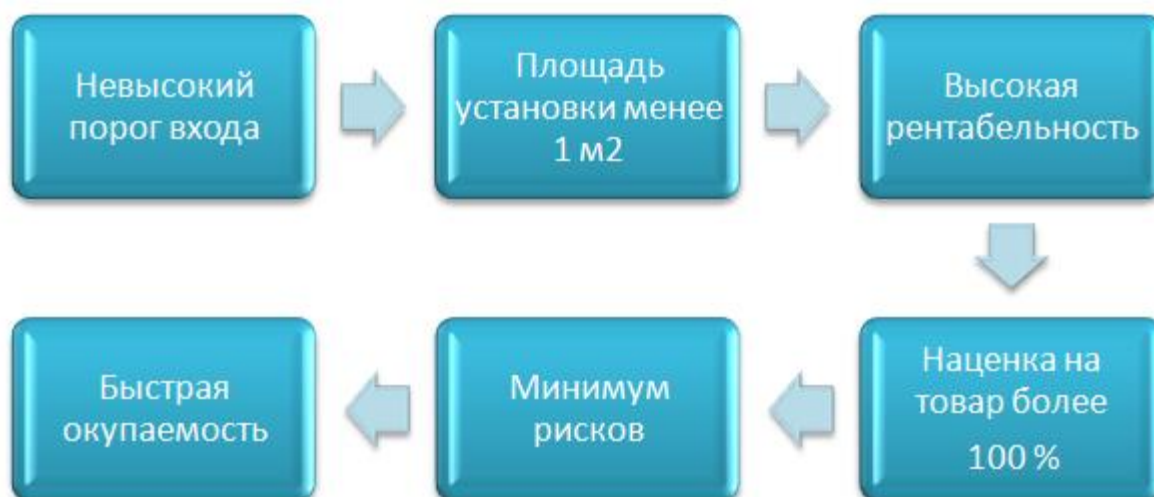 Невысокий
порог входа
Площадь
установки менее
1 м2
Высокая
рентабельность
Наценка на
товар более
100 %
Минимум
рисков
Быстрая
окупаемость